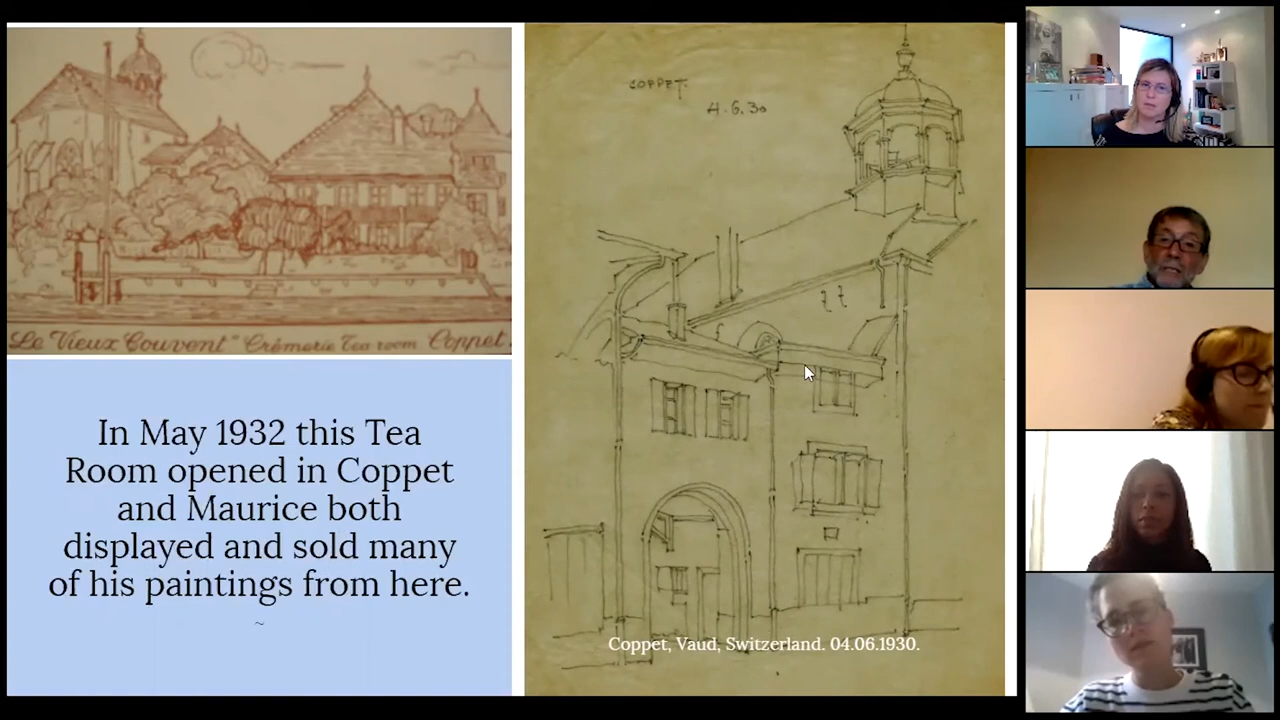 "Le Vieux Couvent" Crêmerie Tea room Coppet.
In May 1932 this Tea
Room opened in Coppet
and Maurice both
displayed and sold many
of his paintings from here.
~
COPPET.
4.6.30
Coppet, Vaud, Switzerland. 04.06.1930.